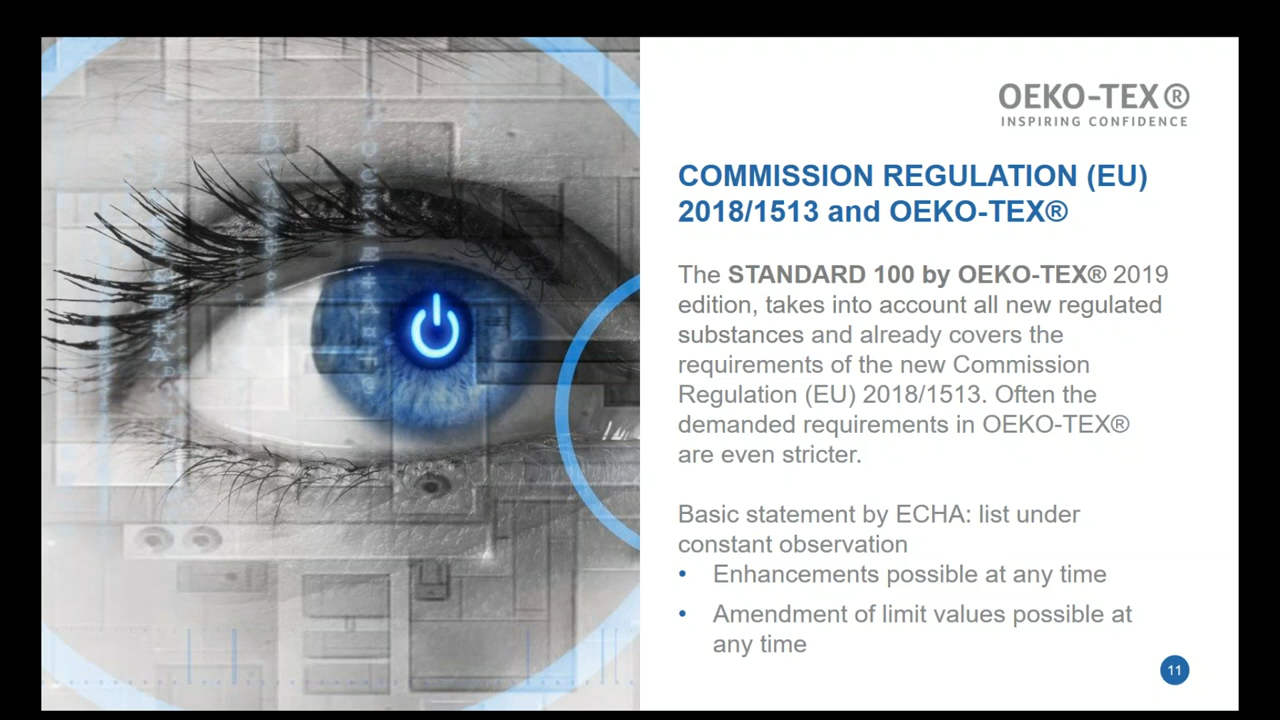 OEKO-TEX®
INSPIRING CONFIDENCE
COMMISSION REGULATION (EU)
2018/1513 and OEKO-TEX®
The STANDARD 100 by OEKO-TEX® 2019
edition, takes into account all new regulated
substances and already covers the
requirements of the new Commission
Regulation (EU) 2018/1513. Often the
demanded requirements in OEKO-TEX®
are even stricter.
Basic statement by ECHA: list under
constant observation
• Enhancements possible at any time
• Amendment of limit values possible at
any time
11